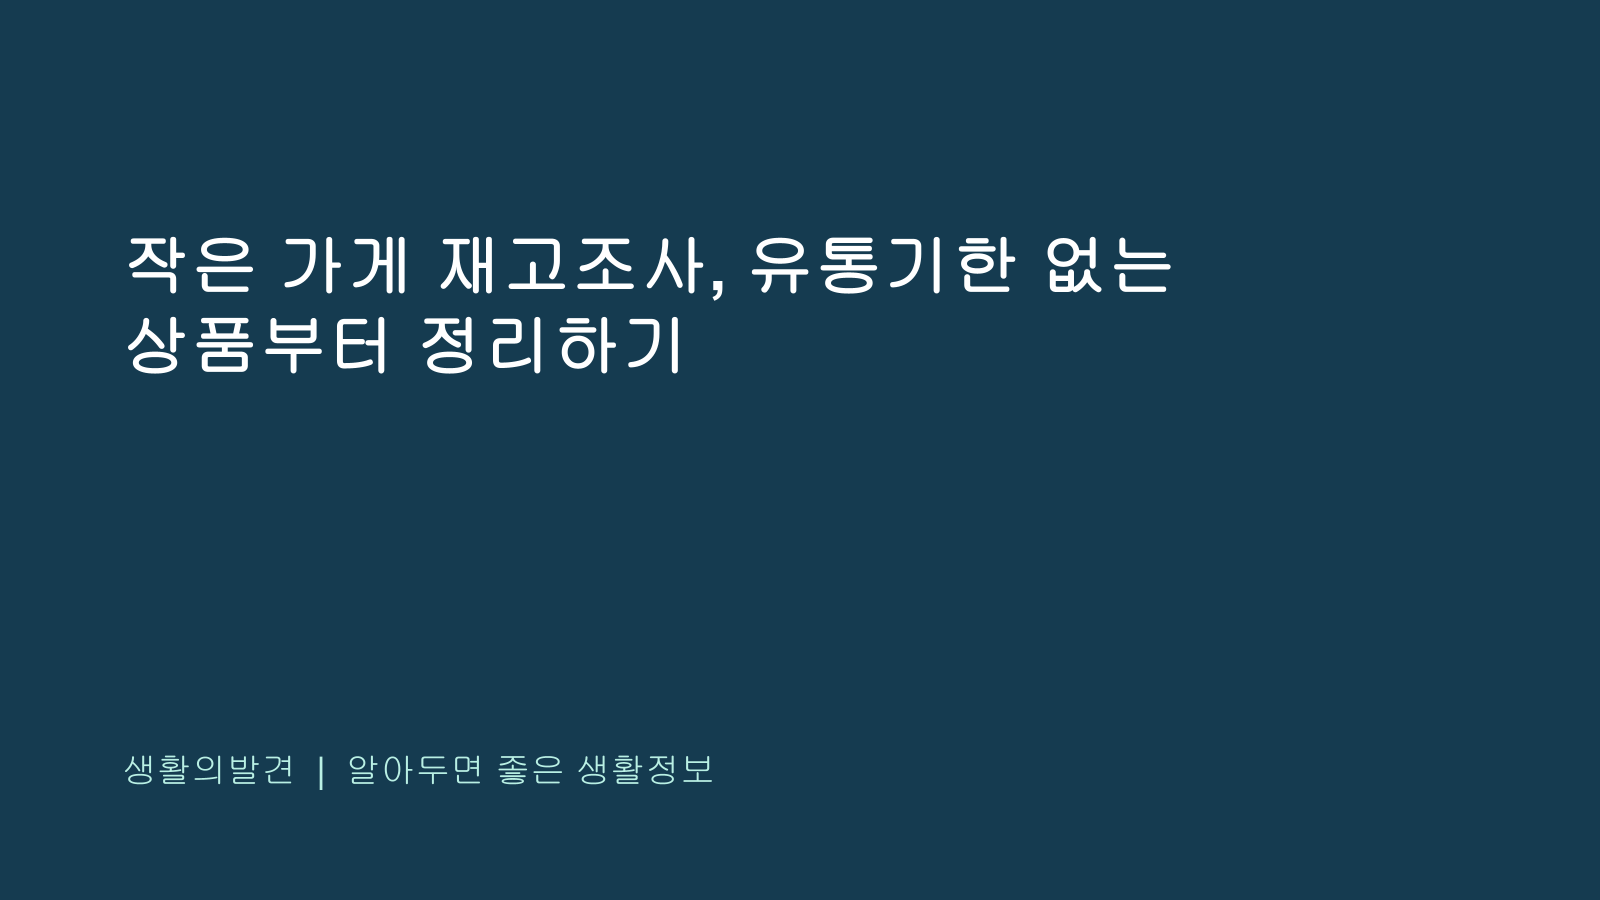 작은 가게 재고조사, 유통기한 없는
상품부터 정리하기
생활의발견 | 알아두면 좋은 생활정보